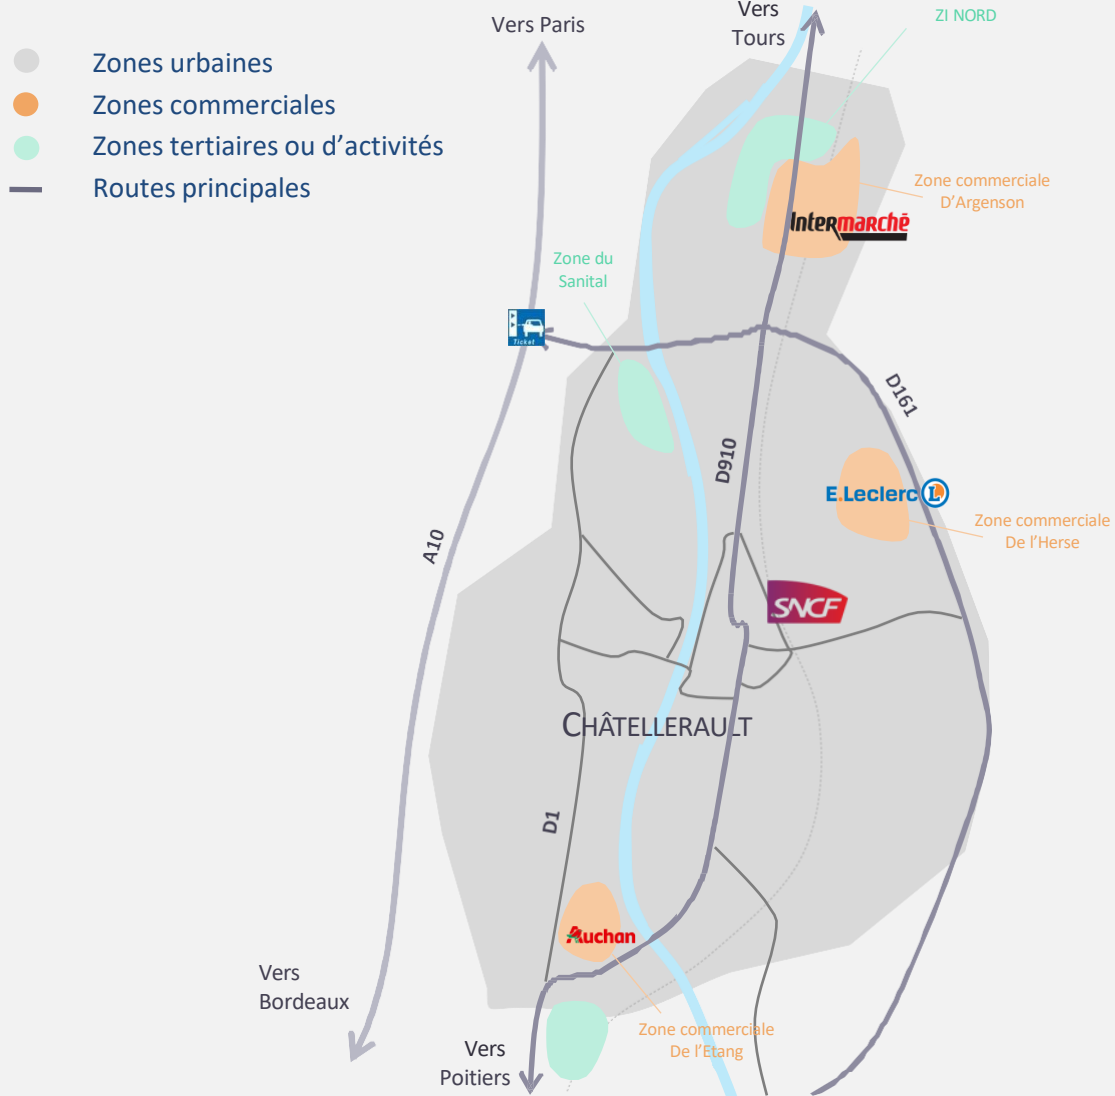 Vers Paris
Vers
Tours
ZI NORD
Zones urbaines
Zones commerciales
Zones tertiaires ou d'activités
Routes principales
Zone commerciale
D'Argenson
Intermarché
Zone du
Sanital
Ticket
D161
D910
E.Leclerc L
Zone commerciale
De l'Herse
A10
SNCF
CHÂTELLERAULT
D1
Auchan
Vers
Bordeaux
Zone commerciale
De l'Etang
Vers
Poitiers